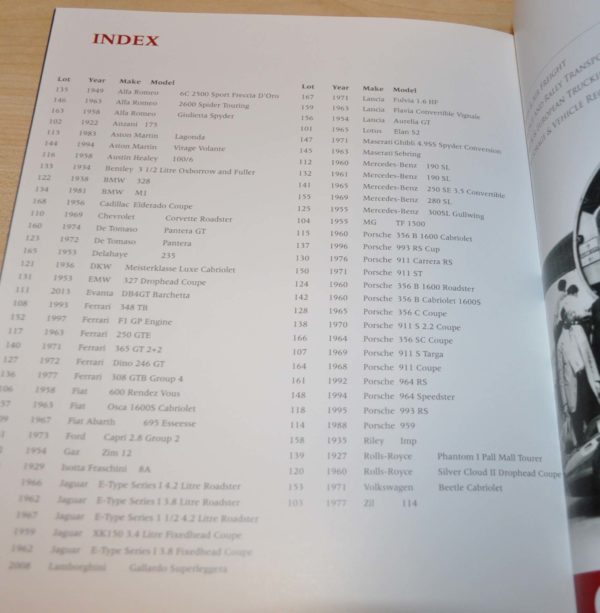 INDEX
Lot Year Make Model
135 1949 Alfa Romeo 6C 2500 Sport Freccia D'Oro
146 1963 Alfa Romeo 2600 Spider Touring
163 1958 Alfa Romeo Giulietta Spyder
102 1922 Anzani 175
113 1983 Aston Martin Lagonda
144 1994 Aston Martin Virage Volante
116 1958 Austin Healey 100/6
133 1934 Bentley 3 1/2 Litre Oxborrow and Fuller
122 1938 BMW 328
134 1981 BMW M1
168 1956 Cadillac Elderado Coupe
110 1969 Chevrolet Corvette Roadster
160 1974 De Tomaso Pantera GT
123 1972 De Tomaso Pantera
165 1953 Delahaye 235
121 1936 DKW Meisterklasse Luxe Cabriolet
131 1953 EMW 327 Drophead Coupe
111 2013 Evanta DB4GT Barchetta
108 1993 Ferrari 348 TB
152 1997 Ferrari F1 GP Engine
117 1963 Ferrari 250 GTE
140 1971 Ferrari 365 GT 2+2
127 1972 Ferrari Dino 246 GT
136 1977 Ferrari 308 GTB Group 4
106 1958 Fiat 600 Rendez Vous
1963 Fiat Osca 1600S Cabriolet
1967 Fiat Abarth 695 Esseesse
1973 Ford Capri 2.8 Group 2
1954 Gaz Zim 12
1929 Isotta Fraschini 8A
1966 Jaguar E-Type Series I 4.2 Litre Roadster
1962 Jaguar E-Type Series I 3.8 Litre Roadster
1967 Jaguar E-Type Series 1 1/2 4.2 Litre Roadster
1959 Jaguar XK150 3.4 Litre Fixedhead Coupe
1962 Jaguar E-Type Series I 3.8 Fixedhead Coupe
2008 Lamborghini Gallardo Superleggera
Lot Year Make Model
167 1971 Lancia Fulvia 1.6 HF
159 1963 Lancia Flavia Convertible Vignale
156 1954 Lancia Aurelia GT
101 1965 Lotus Elan S2
147 1971 Maserati Ghibli 4.9SS Spyder Conversion
145 1963 Maserati Sebring
112 1960 Mercedes-Benz 190 SL
132 1961 Mercedes-Benz 190 SL
141 1965 Mercedes-Benz 250 SE 3.5 Convertible
155 1969 Mercedes-Benz 280 SL
125 1955 Mercedes-Benz 300SL Gullwing
104 1955 MG TF 1500
115 1960 Porsche 356 B 1600 Cabriolet
137 1996 Porsche 993 RS Cup
130 1976 Porsche 911 Carrera RS
150 1971 Porsche 911 ST
124 1960 Porsche 356 B 1600 Roadster
142 1960 Porsche 356 B Cabriolet 1600S
128 1965 Porsche 356 C Coupe
138 1970 Porsche 911 S 2.2 Coupe
166 1964 Porsche 356 SC Coupe
107 1969 Porsche 911 S Targa
164 1968 Porsche 911 Coupe
161 1992 Porsche 964 RS
148 1994 Porsche 964 Speedster
118 1995 Porsche 993 RS
114 1988 Porsche 959
158 1935 Riley Imp
139 1927 Rolls-Royce Phantom I Pall Mall Tourer
120 1960 Rolls-Royce Silver Cloud II Drophead Coupe
153 1971 Volkswagen Beetle Cabriolet
103 1977 Zil 114
FREIGHT
RALLY TRANSPO
EUROPEAN TRUCKIN
& VEHICLE RE